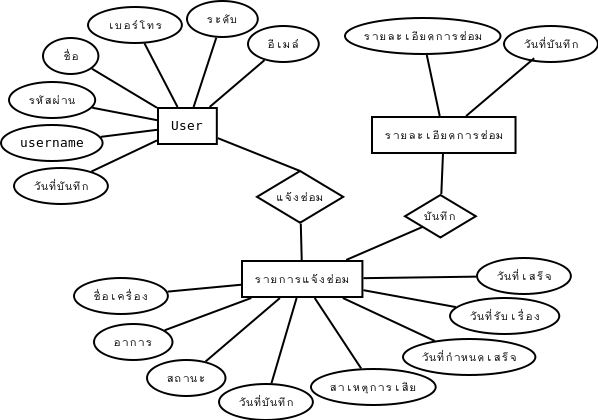 เบอร์โทร
ระดับ
ชื่อ
อีเมล์
รายละเอียดการซ่อม
วันที่บันทึก
รหัสผ่าน
User
username
รายละเอียดการซ่อม
วันที่บันทึก
แจ้งซ่อม
บันทึก
รายการแจ้งซ่อม
วันที่เสร็จ
ชื่อเครื่อง
วันที่รับเรื่อง
อาการ
วันที่กำหนดเสร็จ
สถานะ
สาเหตุการเสีย
วันที่บันทึก